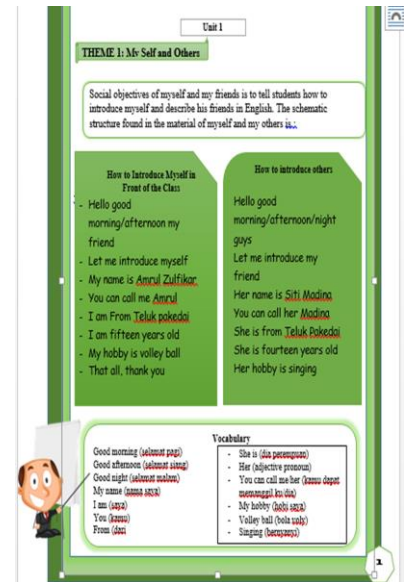 Unit 1
THEME 1: My Self and Others
Social objectives of myself and my friends is to tell students how to
introduce myself and describe his friends in English. The schematic
structure found in the material of myself and my others is :
How to Introduce Myself in
Front of the Class
- Hello good
morning/afternoon my
friend
- Let me introduce myself
- My name is Amrul Zulfikar
- You can call me Amrul
- I am From Teluk pakedai
- I am fifteen years old
- My hobby is volley ball
- That all, thank you
How to introduce others
Hello good
morning/afternoon/night
guys
Let me introduce my
friend
Her name is Siti Madina
You can call her Madina
She is from Teluk Pakedai
She is fourteen years old
Her hobby is singing
Vocabulary
Good morning (selamat pagi)
Good afternoon (selamat siang)
Good night (selamat malam)
My name (nama saya)
I am (saya)
You (kamu)
From (dari
- She is (dia perempuan)
- Her (adjective pronoun)
- You can call me her (kamu dapat
memanggil ku/dia)
- My hobby (hobi saya)
- Volley ball (bola voly)
- Singing (bernyanyi)
1